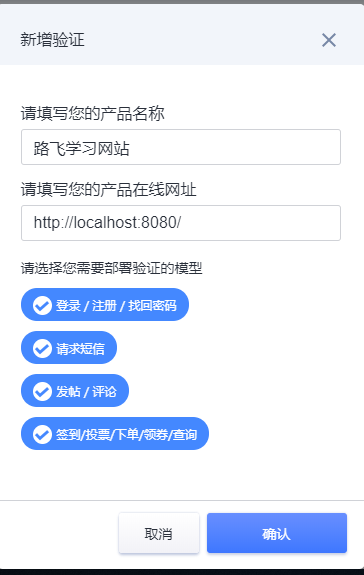 新增验证
请填写您的产品名称
路飞学习网站
请填写您的产品在线网址
http://localhost:8080/
请选择您需要部署验证的模型
登录 / 注册 / 找回密码
请求短信
发帖 / 评论
签到/投票/下单/领券/查询
取消 确认